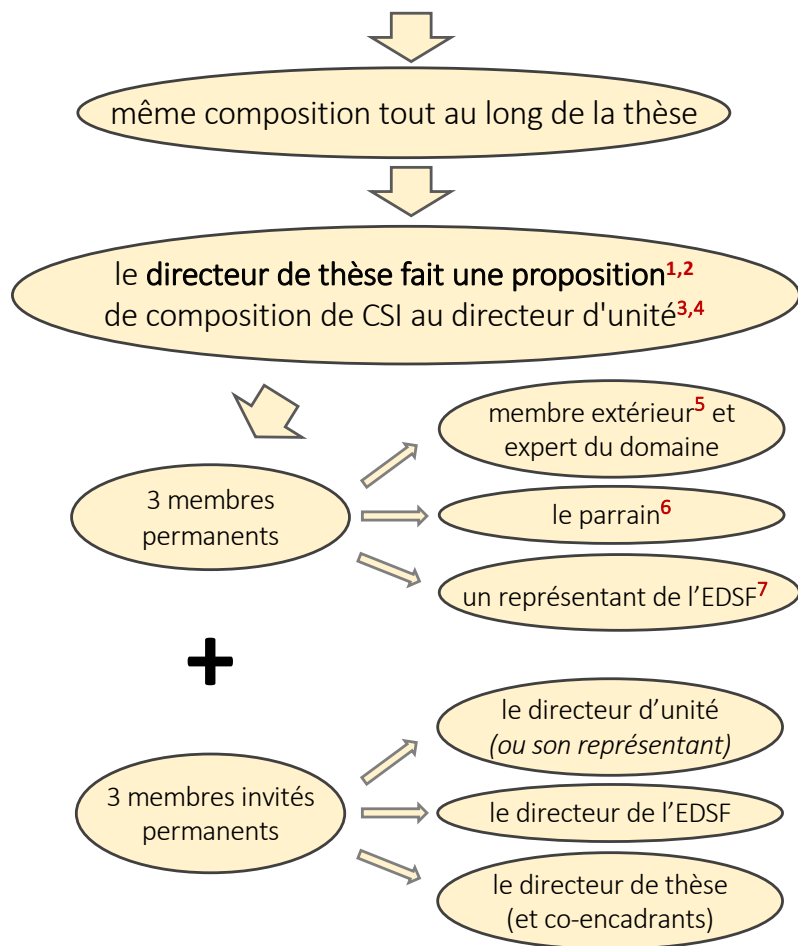 même composition tout au long de la thèse
le directeur de thèse fait une proposition1,2
de composition de CSI au directeur d'unité3,4
membre extérieur5 et
expert du domaine
3 membres
permanents
le parrain6
un représentant de l’EDSF7
+
le directeur d’unité
(ou son représentant)
3 membres invités
permanents
le directeur de l’EDSF
le directeur de thèse
(et co-encadrants)